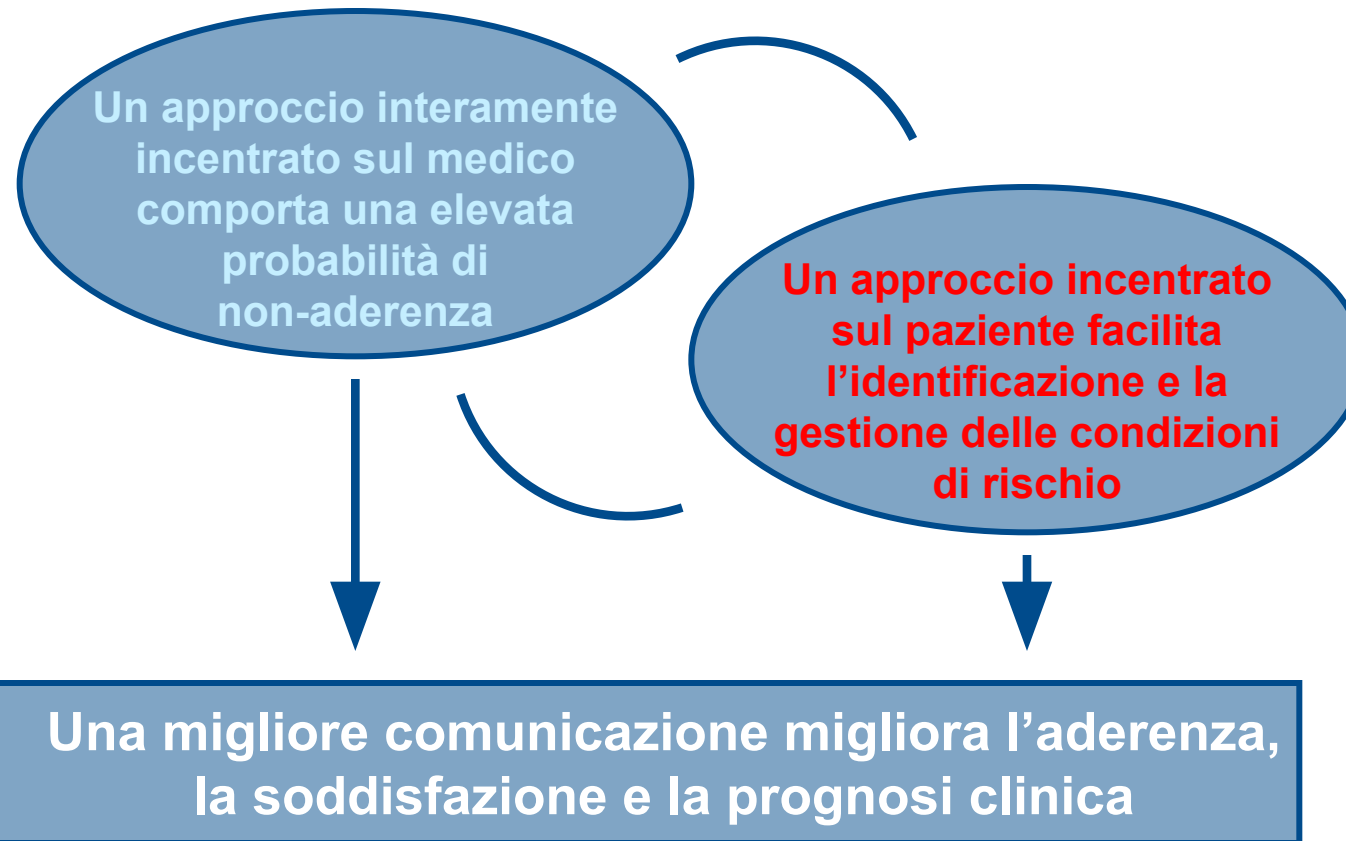 Un approccio interamente
incentrato sul medico
comporta una elevata
probabilità di
non-aderenza
Un approccio incentrato
sul paziente facilita
l’identificazione e la
gestione delle condizioni
di rischio
Una migliore comunicazione migliora l’aderenza,
la soddisfazione e la prognosi clinica